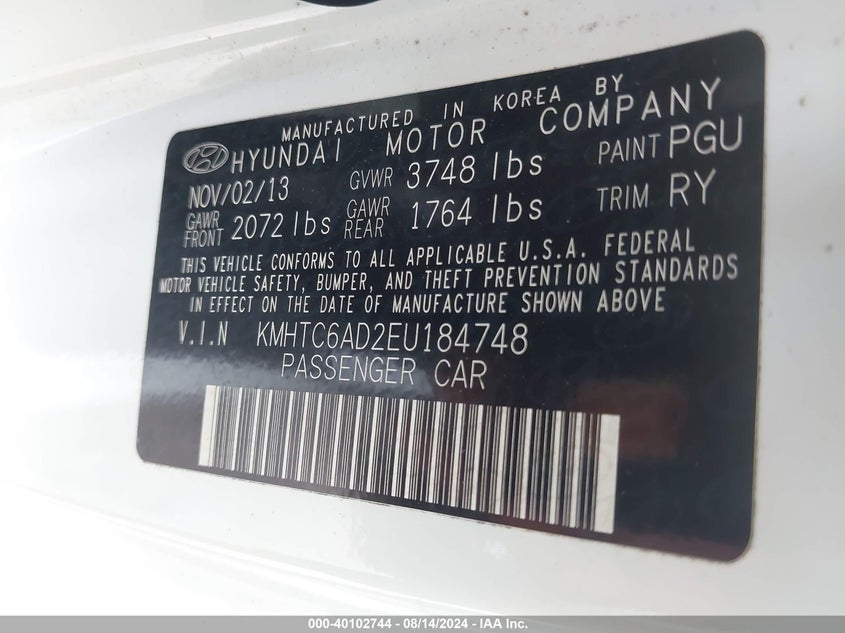 MANUFACTURED IN KOREA BY
HYUNDAI MOTOR COMPANY
NOV/02/13 GVWR 3748 lbs PAINT PGU
GAWR FRONT 2072 lbs GAWR REAR 1764 lbs TRIM RY
THIS VEHICLE CONFORMS TO ALL APPLICABLE U.S.A. FEDERAL
MOTOR VEHICLE SAFETY, BUMPER, AND THEFT PREVENTION STANDARDS
IN EFFECT ON THE DATE OF MANUFACTURE SHOWN ABOVE
V.I.N KMHTC6AD2EU184748
PASSENGER CAR
000-40102744 - 08/14/2024 - IAA Inc.